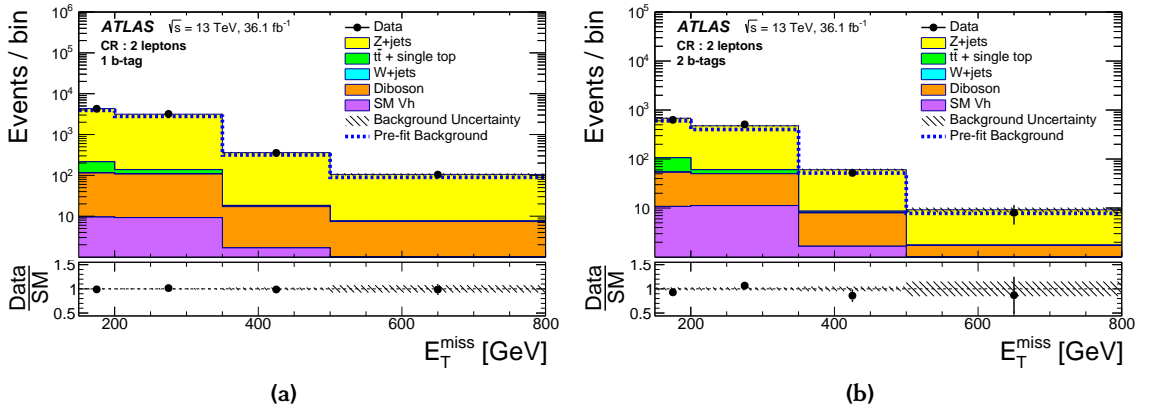 ATLAS √s = 13 TeV, 36.1 fb⁻¹
CR : 2 leptons
1 b-tag
Data
Z+jets
tt̄ + single top
W+jets
Diboson
SM Vh
Background Uncertainty
Pre-fit Background
Events / bin
10⁶
10⁵
10⁴
10³
10²
10
Data
SM
1.5
1
0.5
200 400 600 800
E_T^miss [GeV]
(a)
ATLAS √s = 13 TeV, 36.1 fb⁻¹
CR : 2 leptons
2 b-tags
Data
Z+jets
tt̄ + single top
W+jets
Diboson
SM Vh
Background Uncertainty
Pre-fit Background
Events / bin
10⁵
10⁴
10³
10²
10
Data
SM
1.5
1
0.5
200 400 600 800
E_T^miss [GeV]
(b)